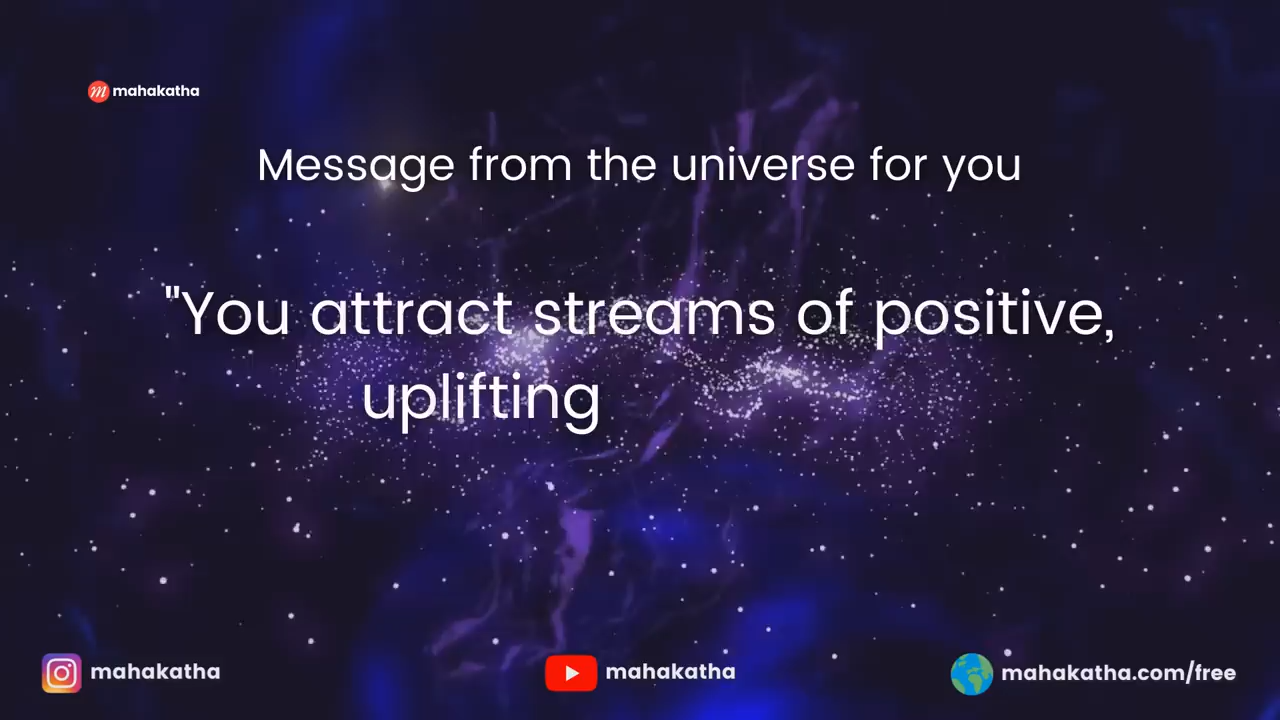 mahakatha
Message from the universe for you
"You attract streams of positive,
uplifting
mahakatha
mahakatha
mahakatha.com/free